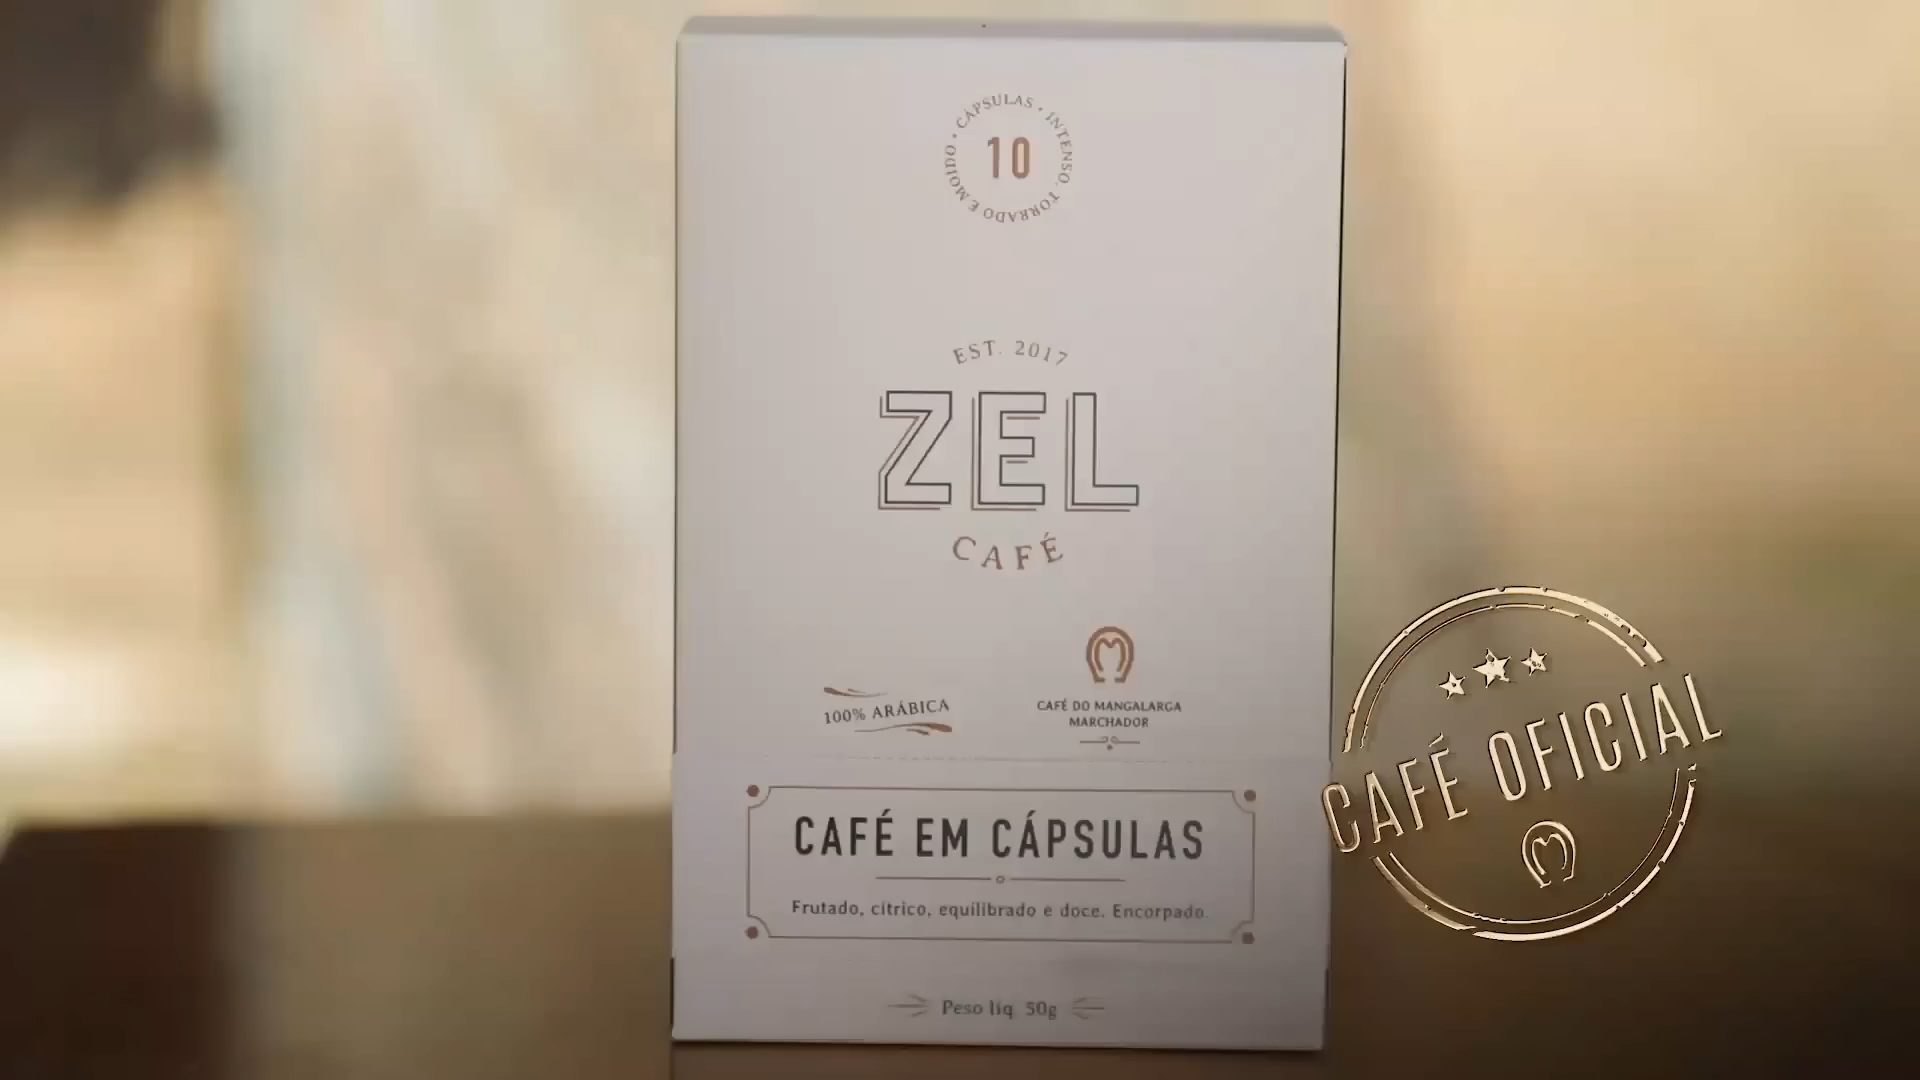 • CÁPSULAS • INTENSO, TORRADO E MOIDO
10
EST. 2017
ZEL
CAFÉ
100% ARÁBICA
CAFÉ DO MANGALARGA
MARCHADOR
CAFÉ EM CÁPSULAS
Frutado, cítrico, equilibrado e doce. Encorpado.
Peso líq. 50g
CAFÉ OFICIAL